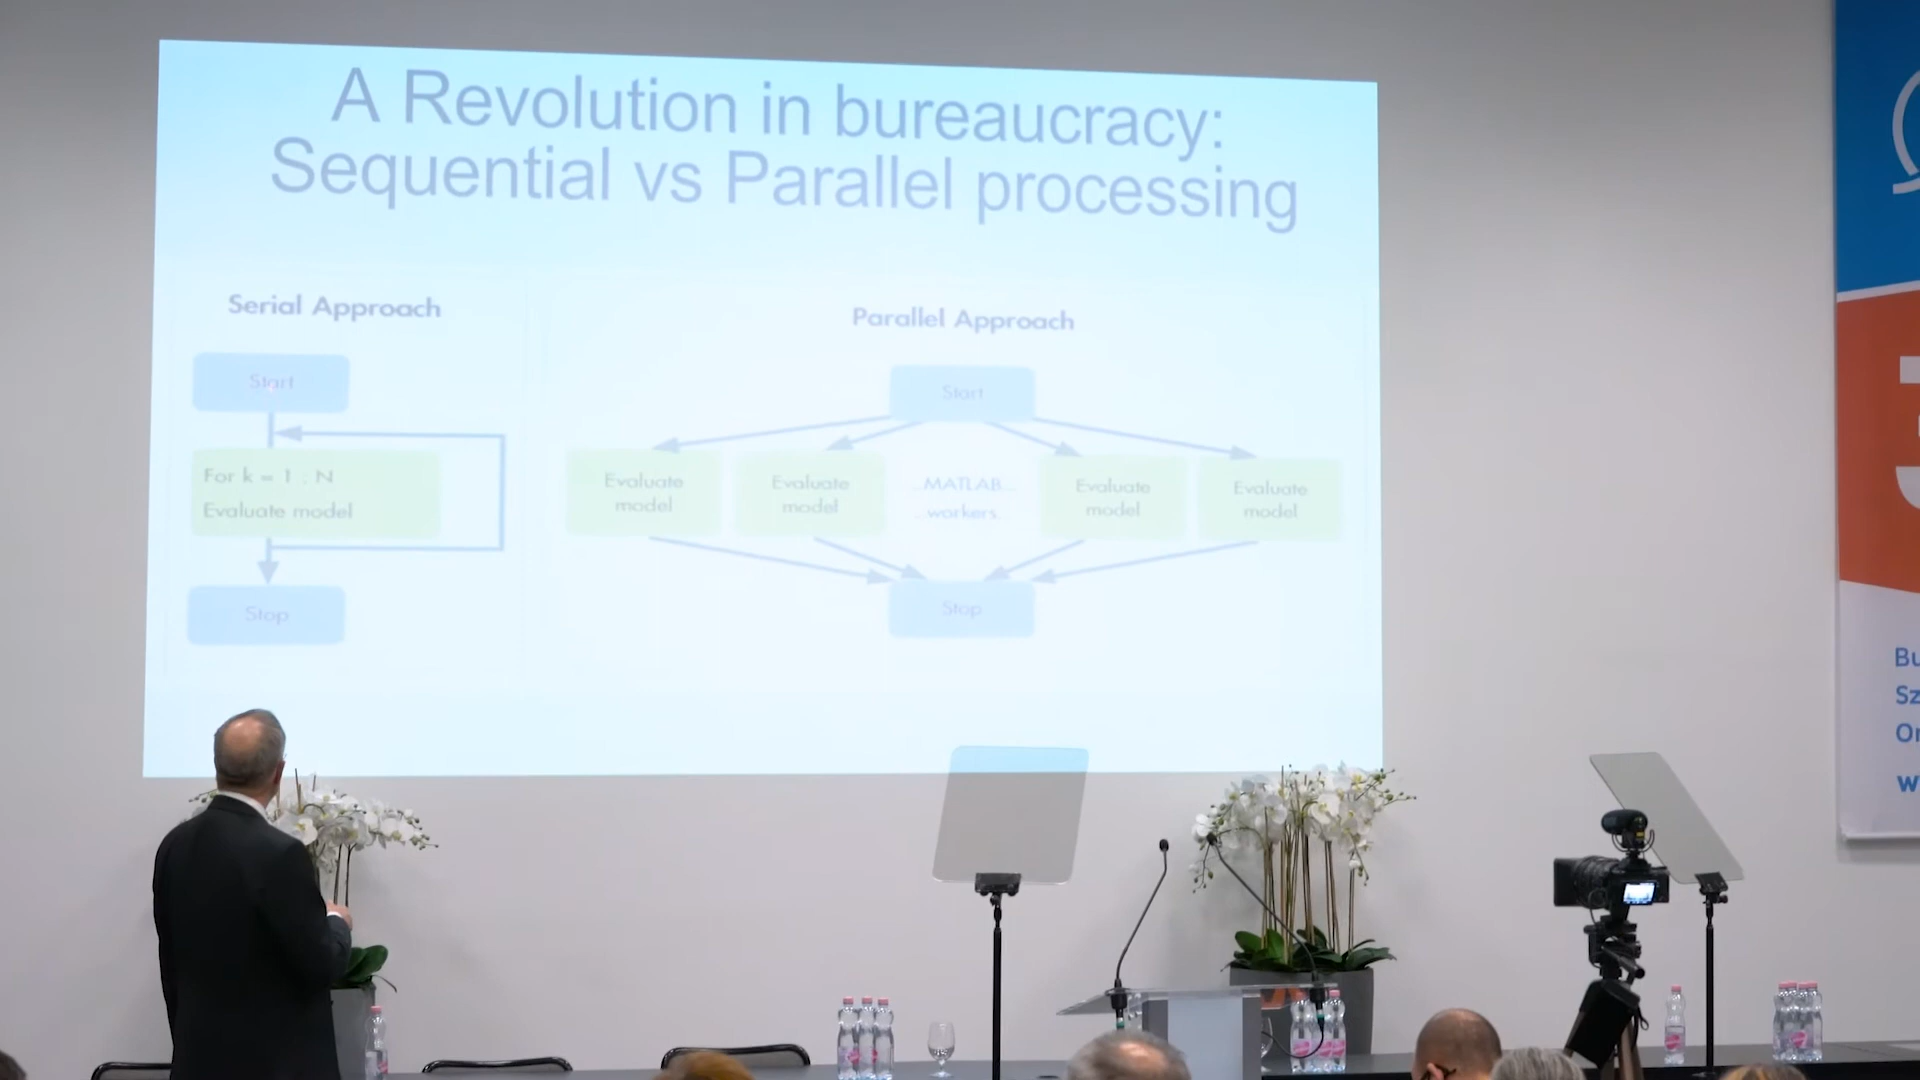 A Revolution in bureaucracy:
Sequential vs Parallel processing
Serial Approach
Start
For k = 1 : N
Evaluate model
Stop
Parallel Approach
Start
Evaluate
model
Evaluate
model
...MATLAB...
...workers...
Evaluate
model
Evaluate
model
Stop
3
Bu
Sz
Or
w